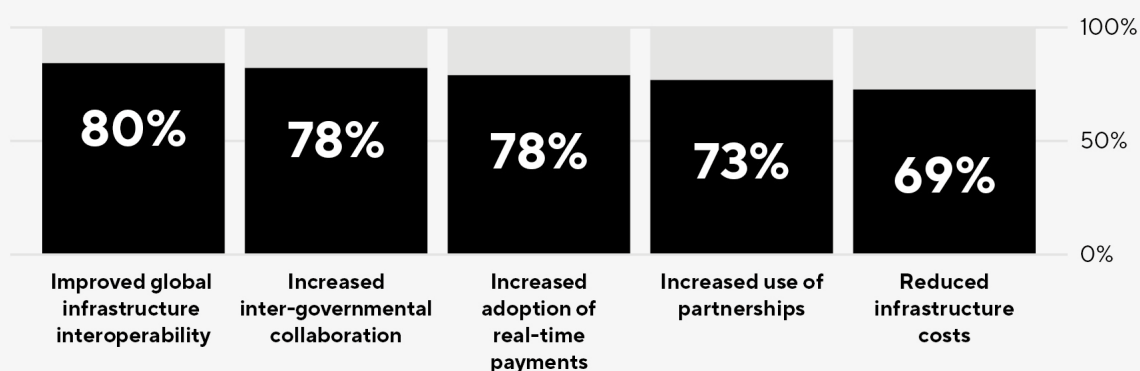 100%
80%
78%
78%
73%
69%
50%
0%
Improved global
infrastructure
interoperability
Increased
inter-governmental
collaboration
Increased
adoption of
real-time
payments
Increased use of
partnerships
Reduced
infrastructure
costs